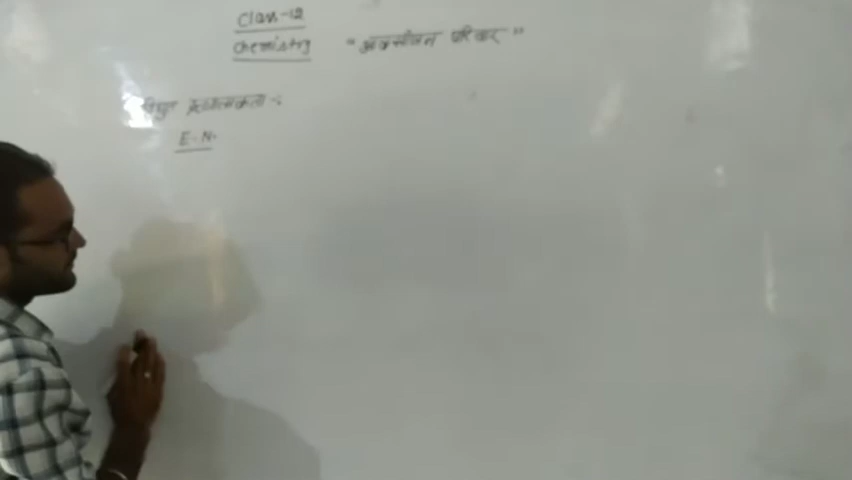 Class-12
Chemistry "ऑक्सीजन परिवार"
विद्युत ऋणात्मकता :
E.N.